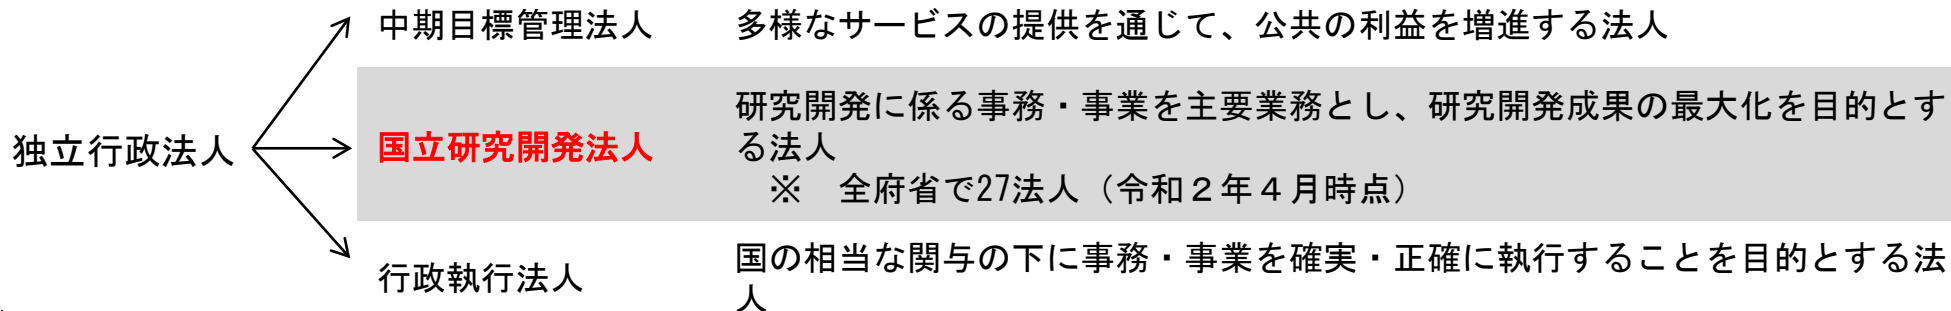 中期目標管理法人　多様なサービスの提供を通じて、公共の利益を増進する法人
独立行政法人
国立研究開発法人
研究開発に係る事務・事業を主要業務とし、研究開発成果の最大化を目的とす
る法人
※　全府省で27法人（令和２年４月時点）
行政執行法人
国の相当な関与の下に事務・事業を確実・正確に執行することを目的とする法
人